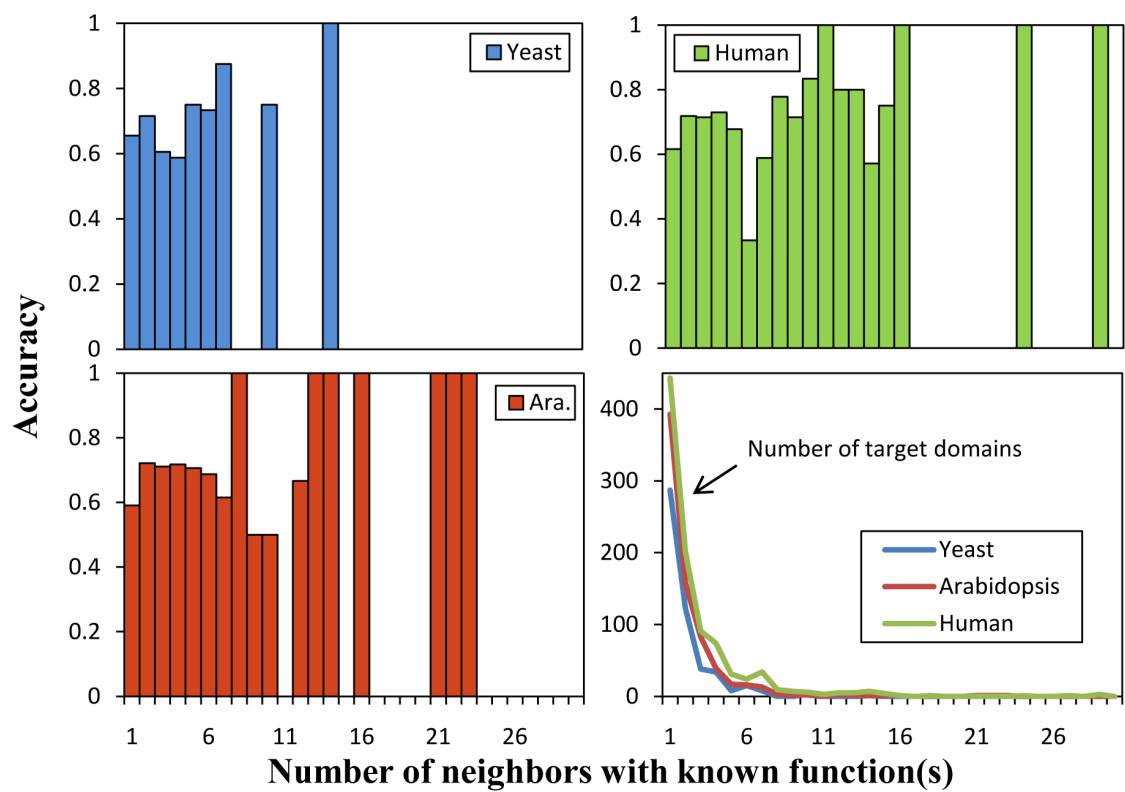 Accuracy
1
0.8
0.6
0.4
0.2
0
Yeast
1
0.8
0.6
0.4
0.2
0
Human
1
0.8
0.6
0.4
0.2
0
Ara.
1 6 11 16 21 26
400
300
200
100
0
Number of target domains
Yeast
Arabidopsis
Human
1 6 11 16 21 26
Number of neighbors with known function(s)